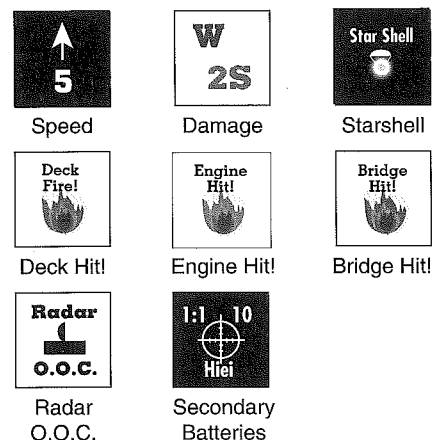 5
Speed
W
2S
Damage
Star Shell
Starshell
Deck
Fire!
Deck Hit!
Engine
Hit!
Engine Hit!
Bridge
Hit!
Bridge Hit!
Radar
O.O.C.
Radar
O.O.C.
1:1 10
Hiei
Secondary
Batteries